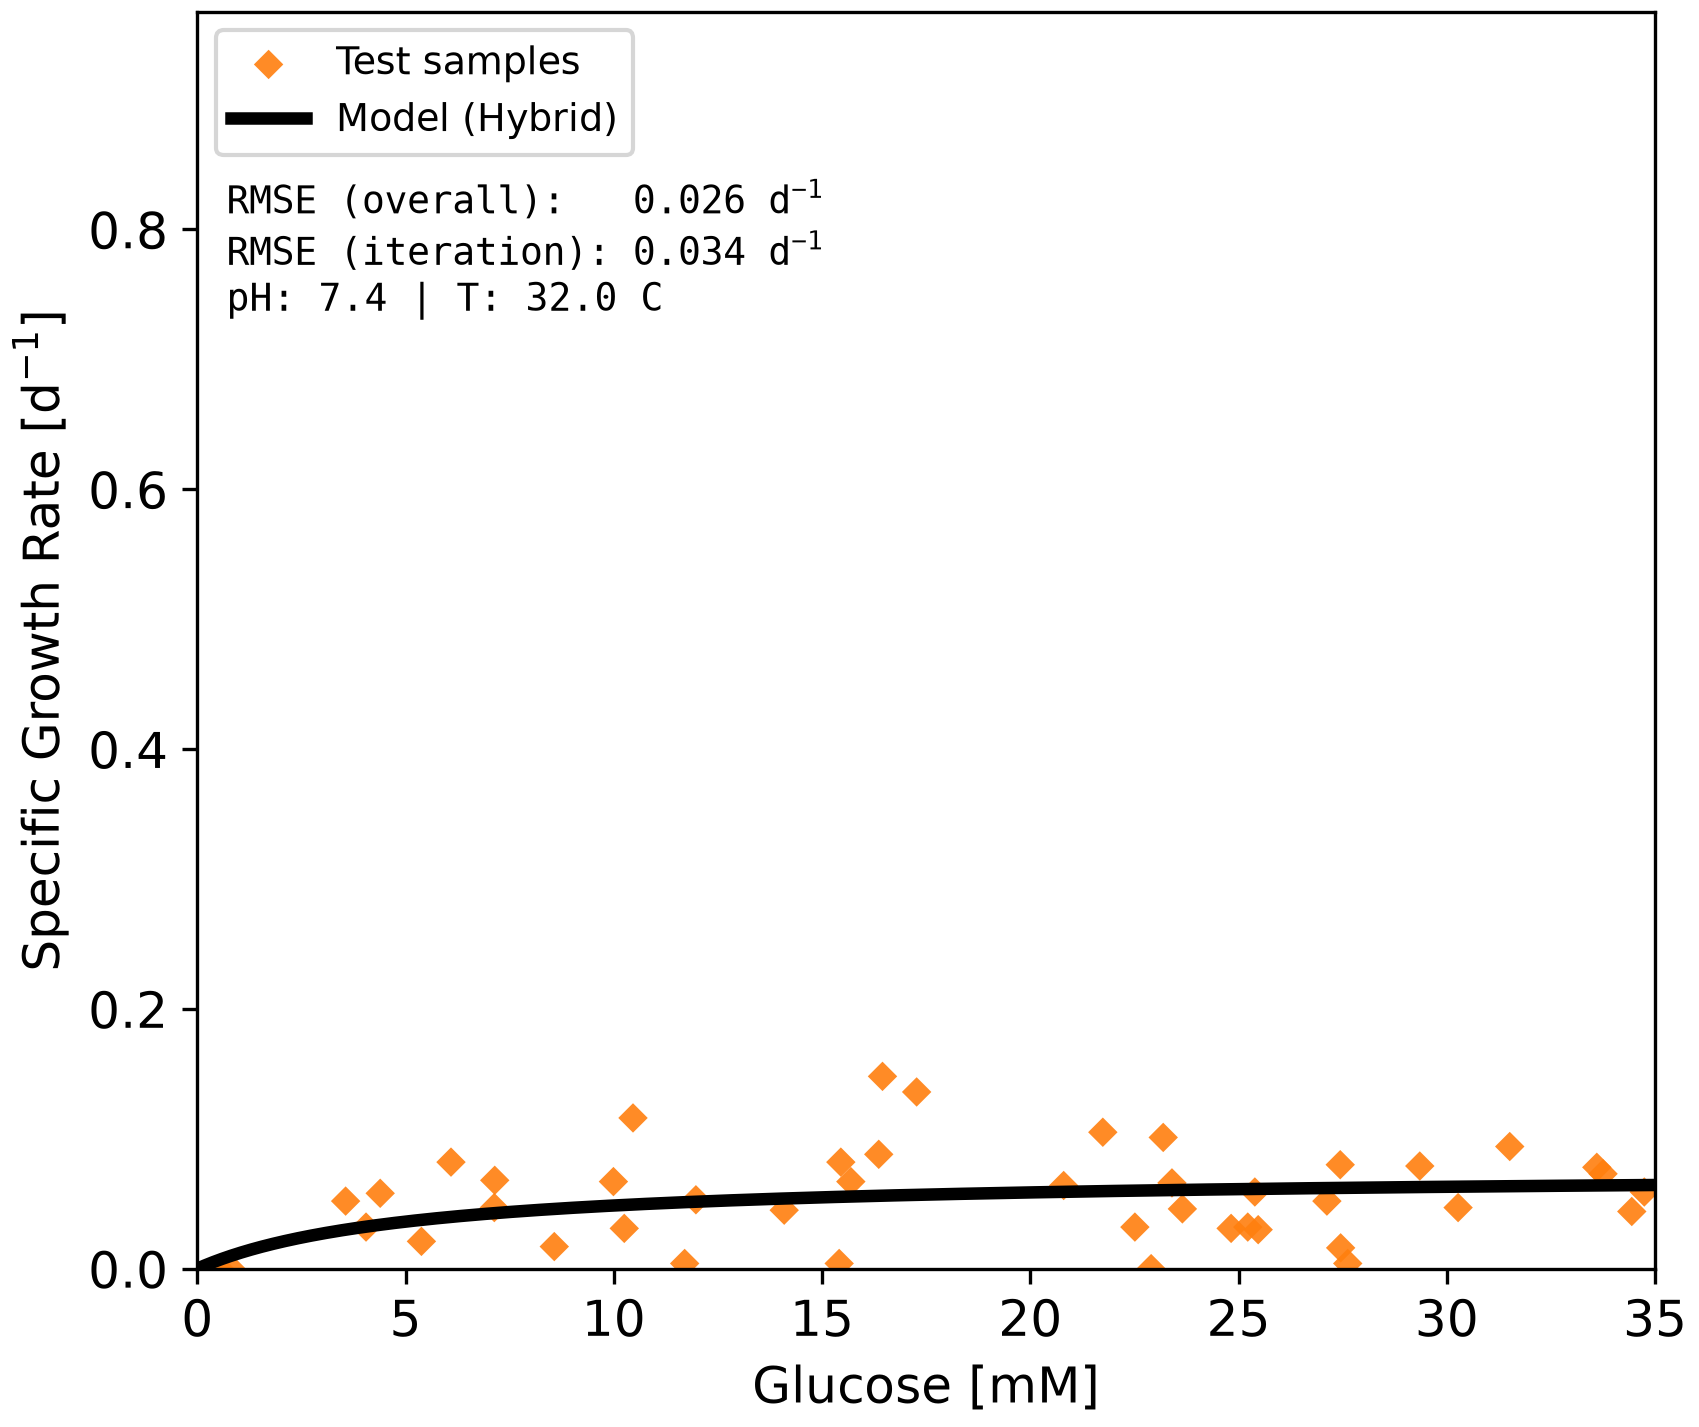 Test samples
Model (Hybrid)
RMSE (overall):   0.026 d⁻¹
RMSE (iteration): 0.034 d⁻¹
pH: 7.4 | T: 32.0 C
0.8
0.6
0.4
0.2
0.0
Specific Growth Rate [d⁻¹]
0 5 10 15 20 25 30 35
Glucose [mM]